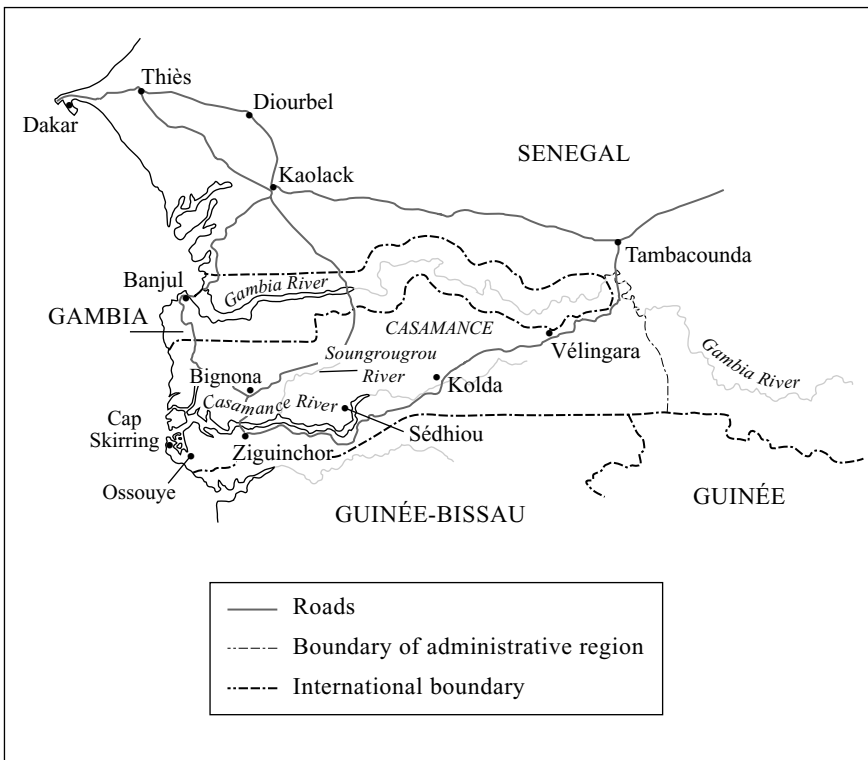 Thiès
Diourbel
Dakar
SENEGAL
Kaolack
Tambacounda
Banjul
Gambia River
GAMBIA
CASAMANCE
Vélingara
Soungrougrou
River
Gambia River
Bignona
Kolda
Casamance River
Cap
Skirring
Sédhiou
Ziguinchor
Ossouye
GUINÉE
GUINÉE-BISSAU
Roads
Boundary of administrative region
International boundary